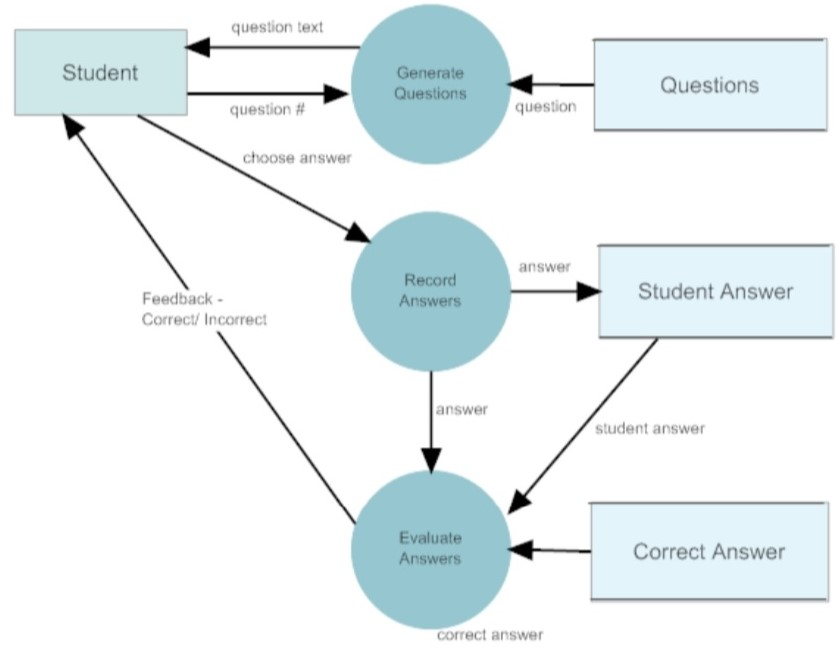 question text
Student
Generate
Questions
Questions
question #
question
choose answer
answer
Record
Answers
Student Answer
Feedback -
Correct/ Incorrect
answer
student answer
Evaluate
Answers
Correct Answer
correct answer